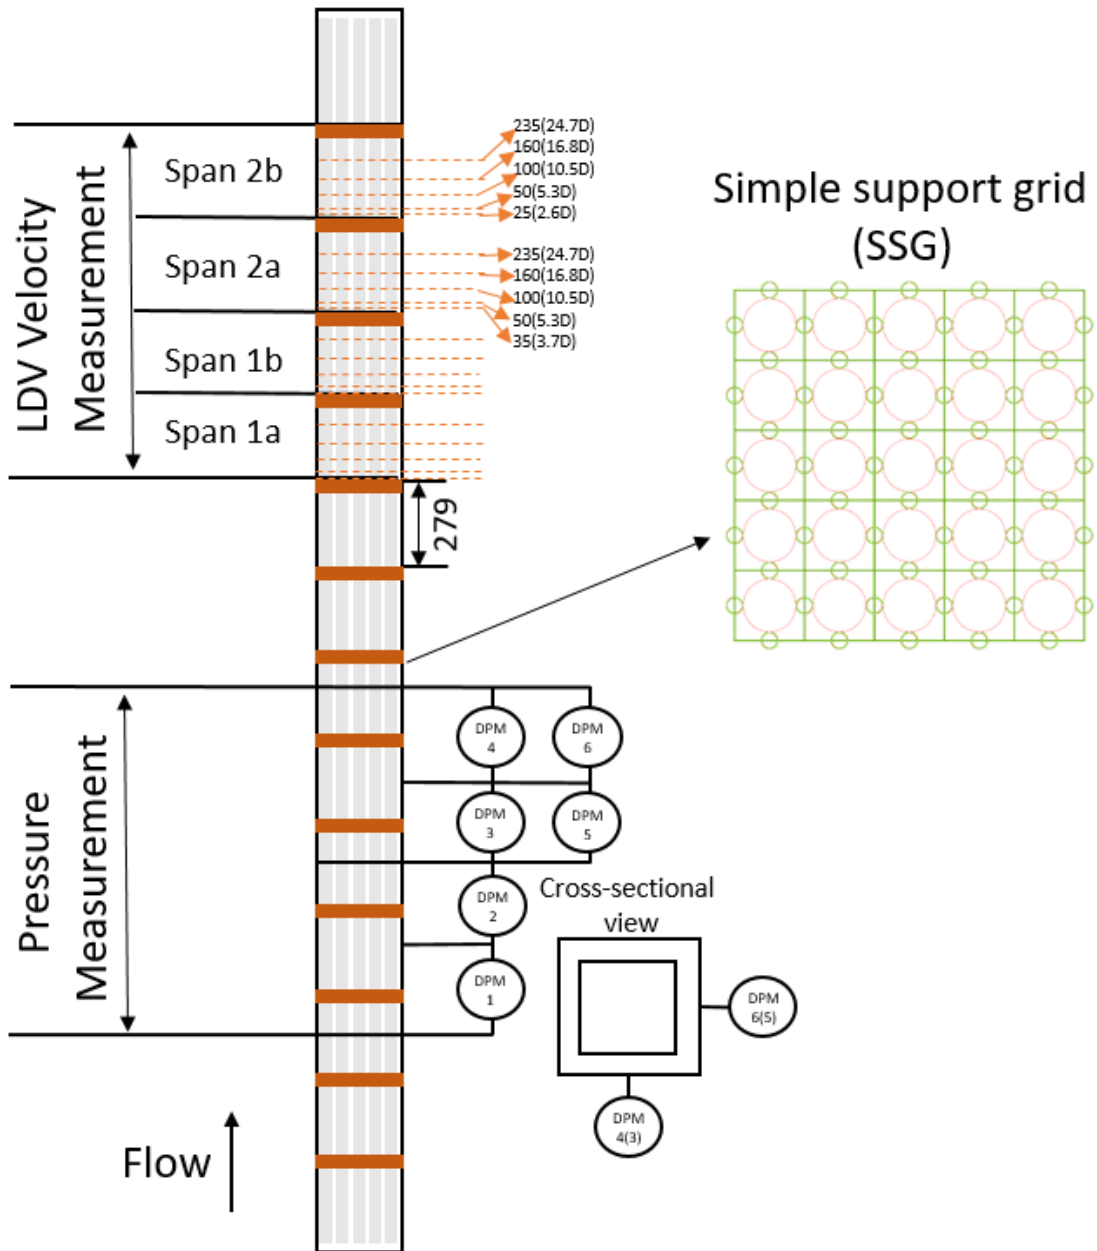 LDV Velocity
Measurement
Span 2b
Span 2a
Span 1b
Span 1a
235(24.7D)
160(16.8D)
100(10.5D)
50(5.3D)
25(2.6D)
235(24.7D)
160(16.8D)
100(10.5D)
50(5.3D)
35(3.7D)
279
Simple support grid
(SSG)
Pressure
Measurement
DPM
4
DPM
6
DPM
3
DPM
5
DPM
2
DPM
1
Cross-sectional
view
DPM
6(5)
DPM
4(3)
Flow